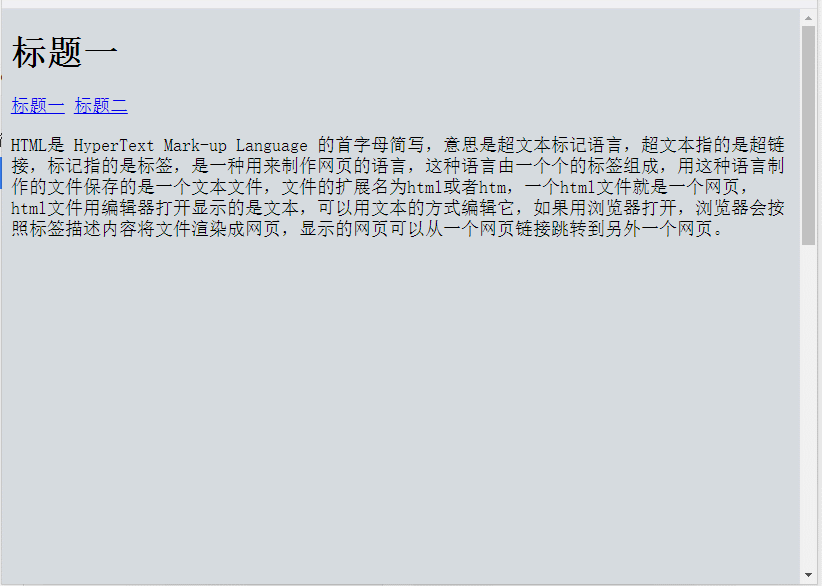 标题一
标题一 标题二
HTML是 HyperText Mark-up Language 的首字母简写，意思是超文本标记语言，超文本指的是超链
接，标记指的是标签，是一种用来制作网页的语言，这种语言由一个个的标签组成，用这种语言制
作的文件保存的是一个文本文件，文件的扩展名为html或者htm，一个html文件就是一个网页，
html文件用编辑器打开显示的是文本，可以用文本的方式编辑它，如果用浏览器打开，浏览器会按
照标签描述内容将文件渲染成网页，显示的网页可以从一个网页链接跳转到另外一个网页。